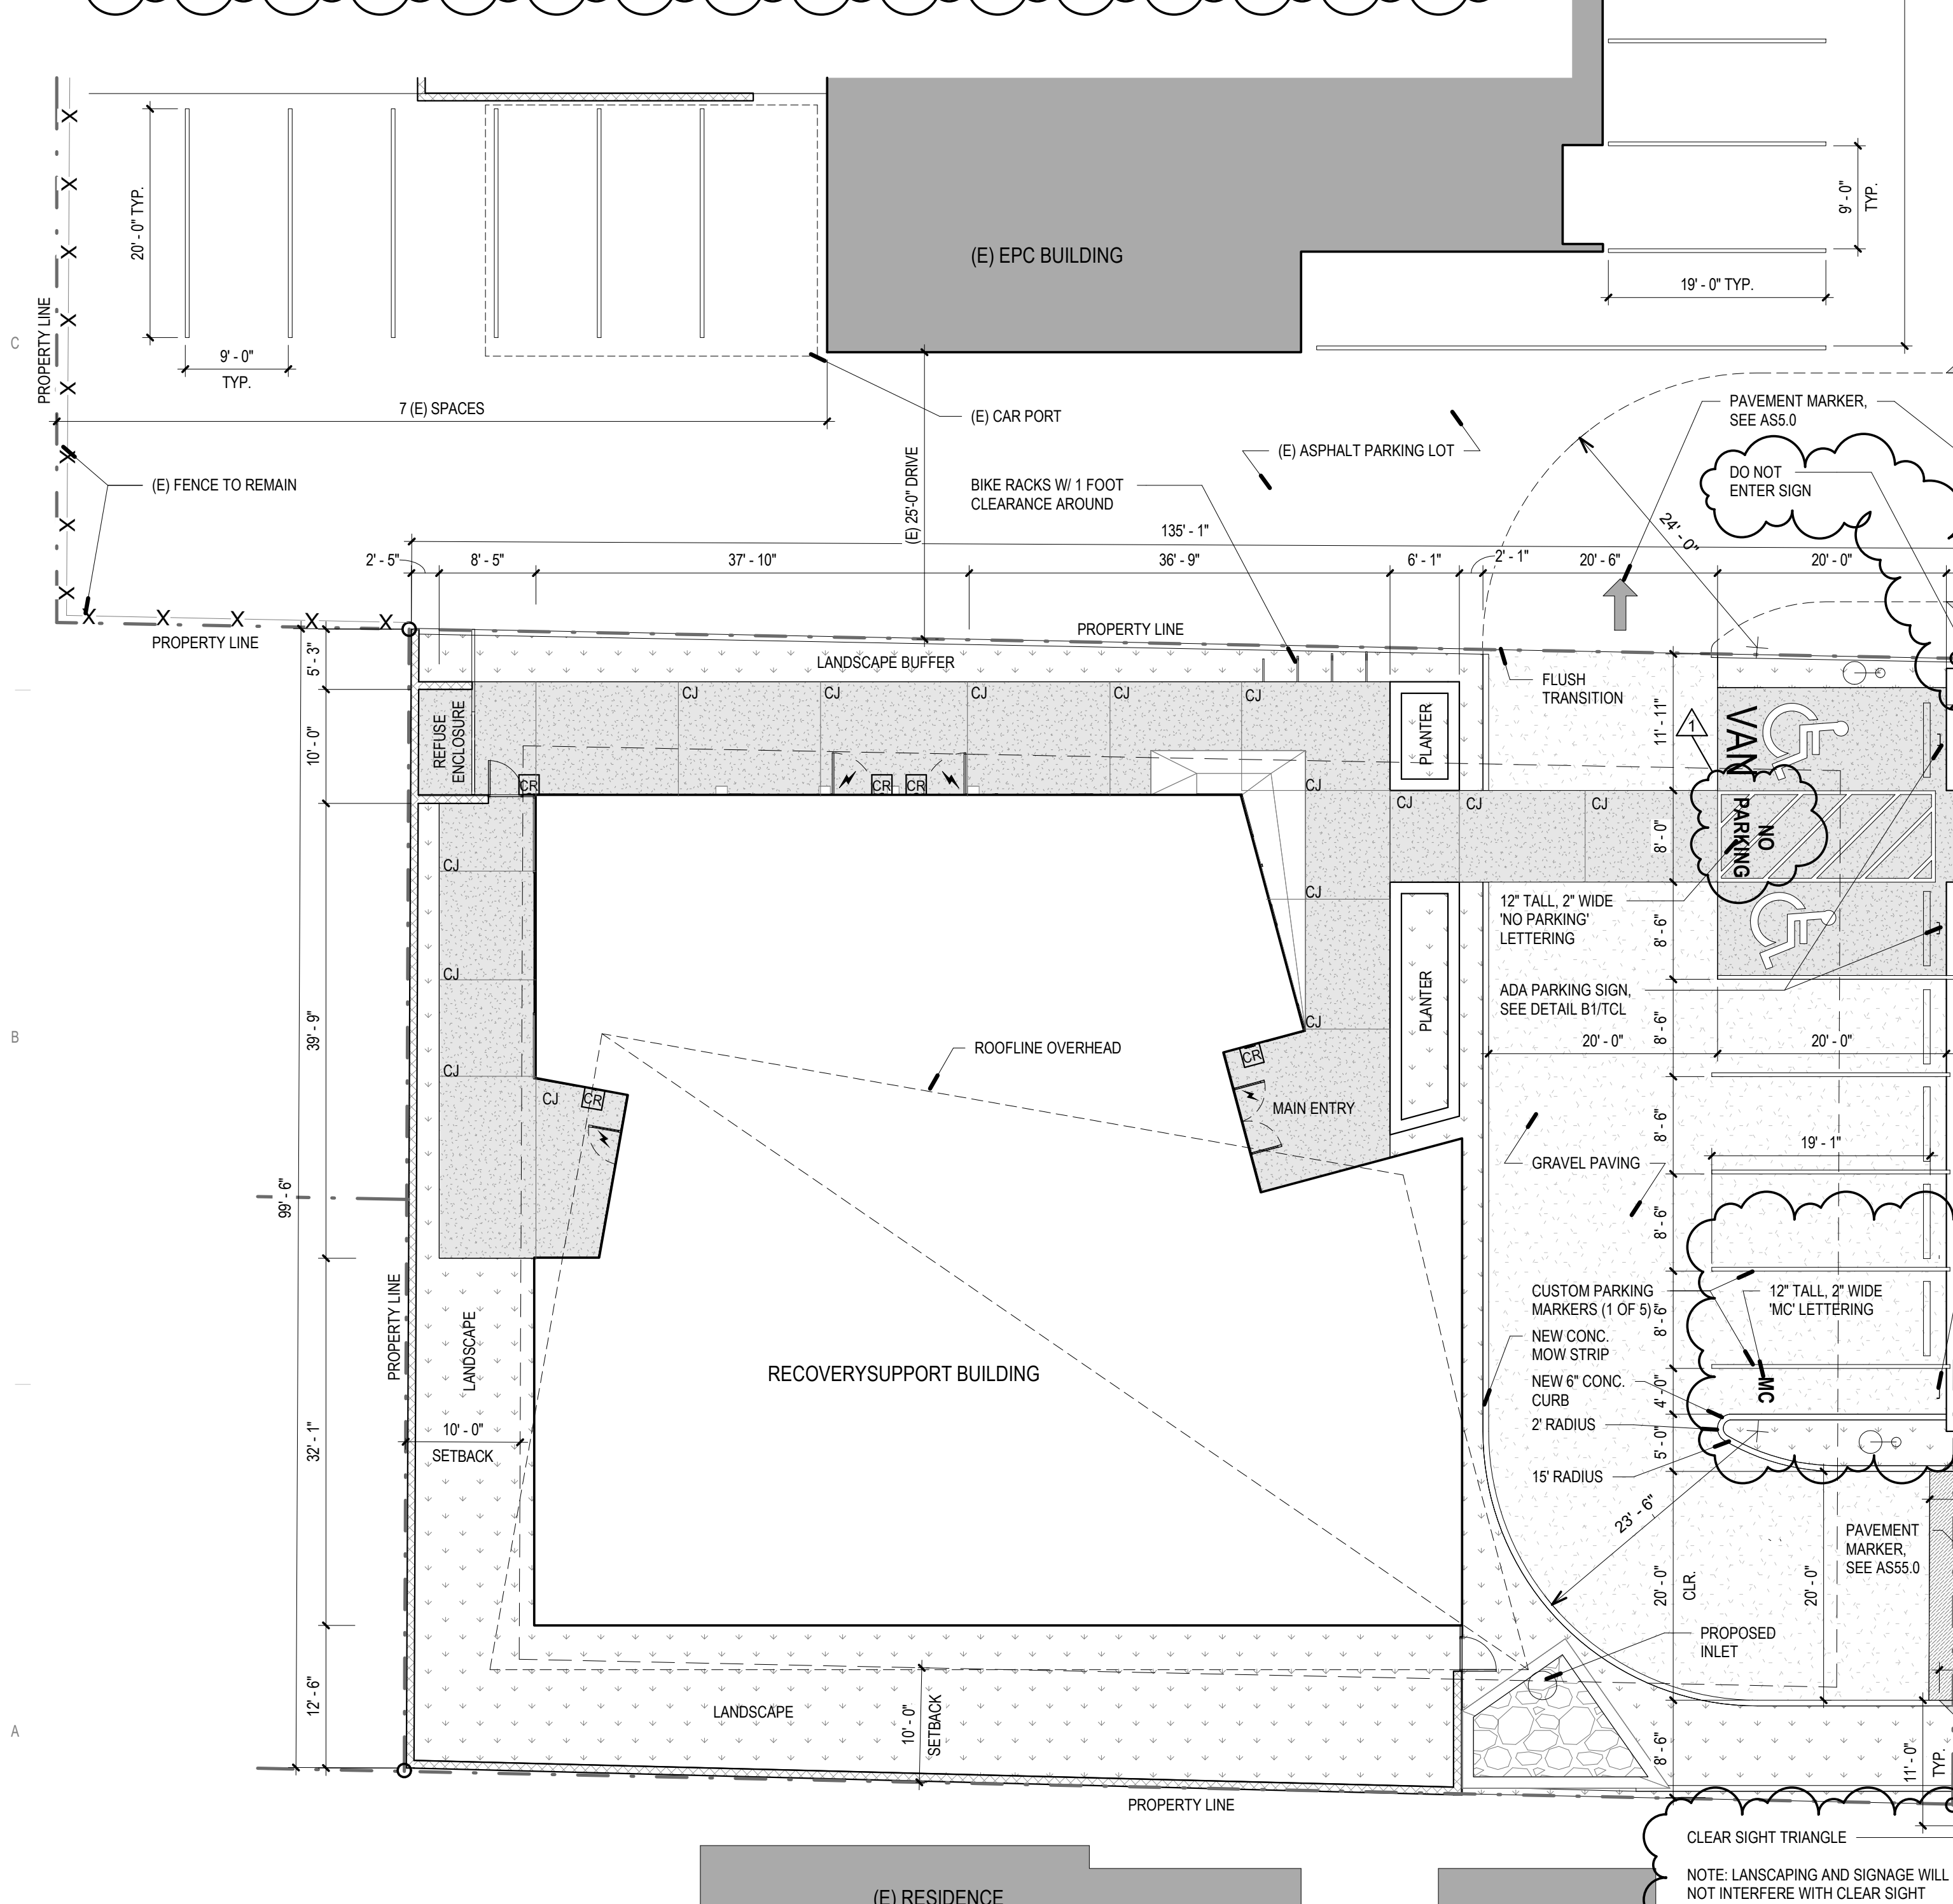 (E) EPC BUILDING
20' - 0" TYP.
9' - 0"
TYP.
9' - 0"
TYP.
19' - 0" TYP.
PROPERTY LINE
C
7 (E) SPACES
(E) CAR PORT
PAVEMENT MARKER,
SEE AS5.0
(E) ASPHALT PARKING LOT
(E) FENCE TO REMAIN
(E) 25'-0" DRIVE
BIKE RACKS W/ 1 FOOT
CLEARANCE AROUND
DO NOT
ENTER SIGN
24' - 0"
135' - 1"
2' - 5"
8' - 5"
37' - 10"
36' - 9"
6' - 1"
2' - 1"
20' - 6"
20' - 0"
X
X
X
X
X
X
X
X
X
X
X
X
X
X
PROPERTY LINE
PROPERTY LINE
5' - 3"
LANDSCAPE BUFFER
FLUSH
TRANSITION
CJ
CJ
CJ
CJ
CJ
REFUSE
ENCLOSURE
10' - 0"
PLANTER
11' - 11"
1
VAN
CR
CR
CR
CJ
CJ
CJ
CJ
NO
PARKING
8' - 0"
CJ
CJ
12" TALL, 2" WIDE
'NO PARKING'
LETTERING
8' - 6"
CJ
PLANTER
ADA PARKING SIGN,
SEE DETAIL B1/TCL
8' - 6"
39' - 9"
B
CJ
ROOFLINE OVERHEAD
CR
20' - 0"
20' - 0"
CJ
CJ
CR
MAIN ENTRY
8' - 6"
19' - 1"
GRAVEL PAVING
99' - 6"
8' - 6"
PROPERTY LINE
LANDSCAPE
CUSTOM PARKING
MARKERS (1 OF 5)
8' - 6"
12" TALL, 2" WIDE
'MC' LETTERING
NEW CONC.
MOW STRIP
RECOVERYSUPPORT BUILDING
NEW 6" CONC.
CURB
4' - 0"
MC
2' RADIUS
32' - 1"
10' - 0"
SETBACK
5' - 0"
15' RADIUS
23' - 6"
PAVEMENT
MARKER,
SEE AS55.0
20' - 0"
CLR.
20' - 0"
PROPOSED
INLET
12' - 6"
LANDSCAPE
10' - 0"
SETBACK
A
8' - 6"
11' - 0"
TYP.
PROPERTY LINE
CLEAR SIGHT TRIANGLE
NOTE: LANSCAPING AND SIGNAGE WILL
NOT INTERFERE WITH CLEAR SIGHT
(E) RESIDENCE